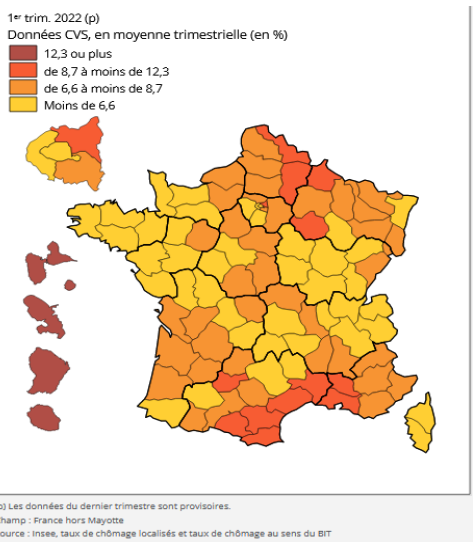 1er trim. 2022 (p)
Données CVS, en moyenne trimestrielle (en %)
12,3 ou plus
de 8,7 à moins de 12,3
de 6,6 à moins de 8,7
Moins de 6,6
p) Les données du dernier trimestre sont provisoires.
hamp : France hors Mayotte
ource : Insee, taux de chômage localisés et taux de chômage au sens du BIT